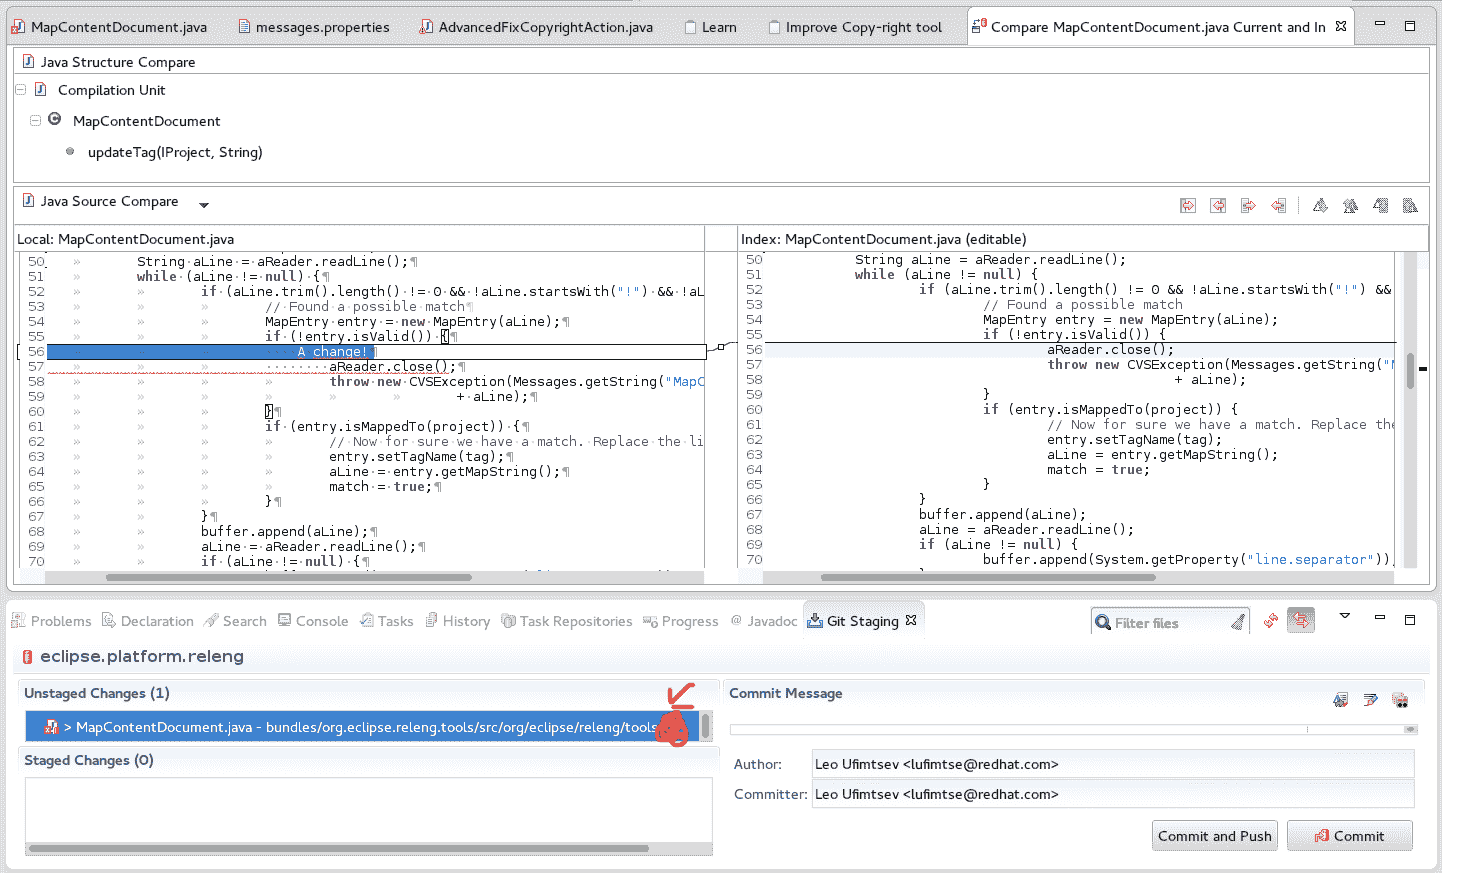 MapContentDocument.java messages.properties AdvancedFixCopyrightAction.java Learn Improve Copy-right tool Compare MapContentDocument.java Current and In
Java Structure Compare
Compilation Unit
MapContentDocument
updateTag(IProject, String)
Java Source Compare
Local: MapContentDocument.java
50 » String·aLine·=·aReader.readLine();¶
51 » » while·(aLine·!=·null)·{¶
52 » » » if·(aLine.trim().length()·!=·0·&&·!aLine.startsWith("!")·&&·!aL
53 » » » //·Found·a·possible·match¶
54 » » » MapEntry·entry·=·new·MapEntry(aLine);¶
55 » » » if·(!entry.isValid())·{¶
56 A change!¶
57 » » » ········aReader.close();¶
58 » » » » throw·new·CVSException(Messages.getString("MapC
59 » » » » » » +·aLine);¶
60 » » » }¶
61 » » » » if·(entry.isMappedTo(project))·{¶
62 » » » » //·Now·for·sure·we·have·a·match.·Replace·the·li
63 » » » » entry.setTagName(tag);¶
64 » » » » aLine·=·entry.getMapString();¶
65 » » » » match·=·true;¶
66 » » » }¶
67 » » }¶
68 » » buffer.append(aLine);¶
69 » » aLine·=·aReader.readLine();¶
70 » » if·(aLine·!=·null)·{¶
Index: MapContentDocument.java (editable)
50 String aLine = aReader.readLine();
51 while (aLine != null) {
52 if (aLine.trim().length() != 0 && !aLine.startsWith("!") &&
53 // Found a possible match
54 MapEntry entry = new MapEntry(aLine);
55 if (!entry.isValid()) {
56 aReader.close();
57 throw new CVSException(Messages.getString("M
58 + aLine);
59 }
60 if (entry.isMappedTo(project)) {
61 // Now for sure we have a match. Replace the
62 entry.setTagName(tag);
63 aLine = entry.getMapString();
64 match = true;
65 }
66 }
67 buffer.append(aLine);
68 aLine = aReader.readLine();
69 if (aLine != null) {
70 buffer.append(System.getProperty("line.separator"));
Problems Declaration Search Console Tasks History Task Repositories Progress @ Javadoc Git Staging Filter files
eclipse.platform.releng
Unstaged Changes (1)
> MapContentDocument.java - bundles/org.eclipse.releng.tools/src/org/eclipse/releng/tools
Staged Changes (0)
Commit Message
Author: Leo Ufimtsev <lufimtse@redhat.com>
Committer: Leo Ufimtsev <lufimtse@redhat.com>
Commit and Push Commit